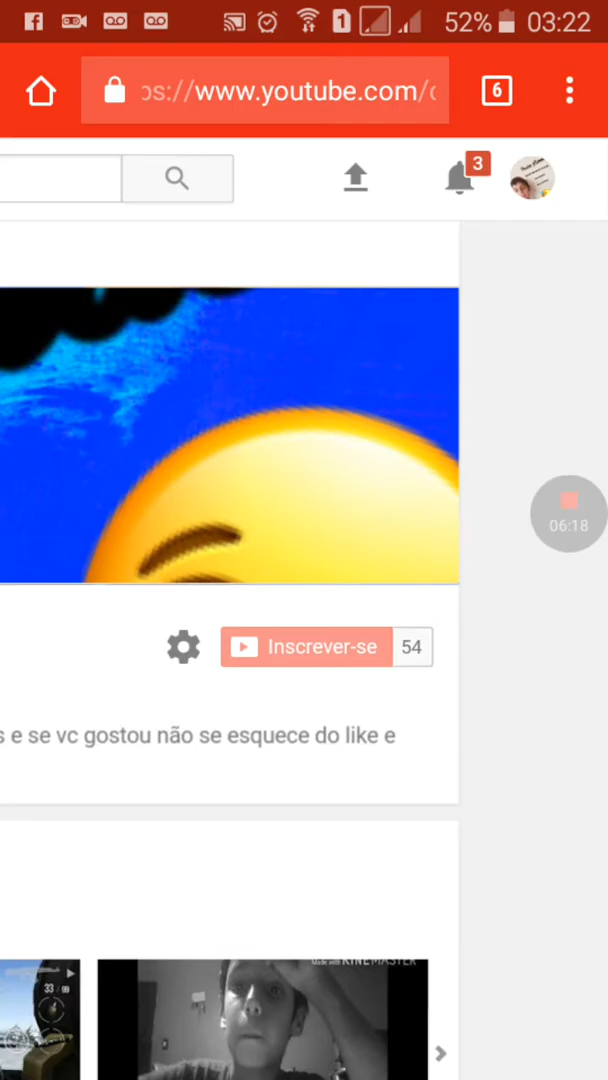 1 52% 03:22
ps://www.youtube.com/c
6
3
06:18
Inscrever-se 54
s e se vc gostou não se esquece do like e
Made with KINEMASTER
33